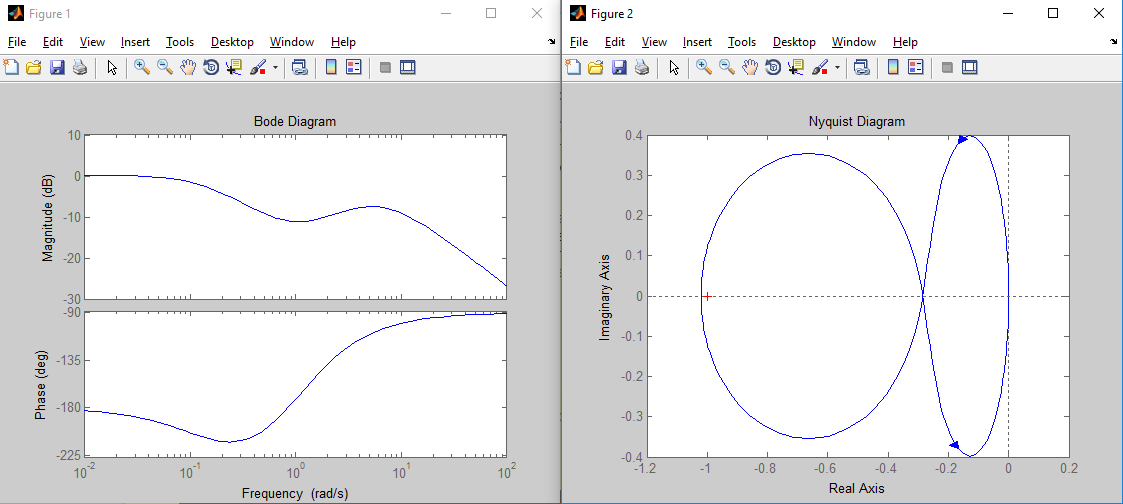 Figure 1
File Edit View Insert Tools Desktop Window Help
Bode Diagram
Magnitude (dB)
10
0
-10
-20
-30
Phase (deg)
-90
-135
-180
-225
10^-2 10^-1 10^0 10^1 10^2
Frequency (rad/s)
Figure 2
File Edit View Insert Tools Desktop Window Help
Nyquist Diagram
Imaginary Axis
0.4
0.3
0.2
0.1
0
-0.1
-0.2
-0.3
-0.4
-1.2 -1 -0.8 -0.6 -0.4 -0.2 0 0.2
Real Axis